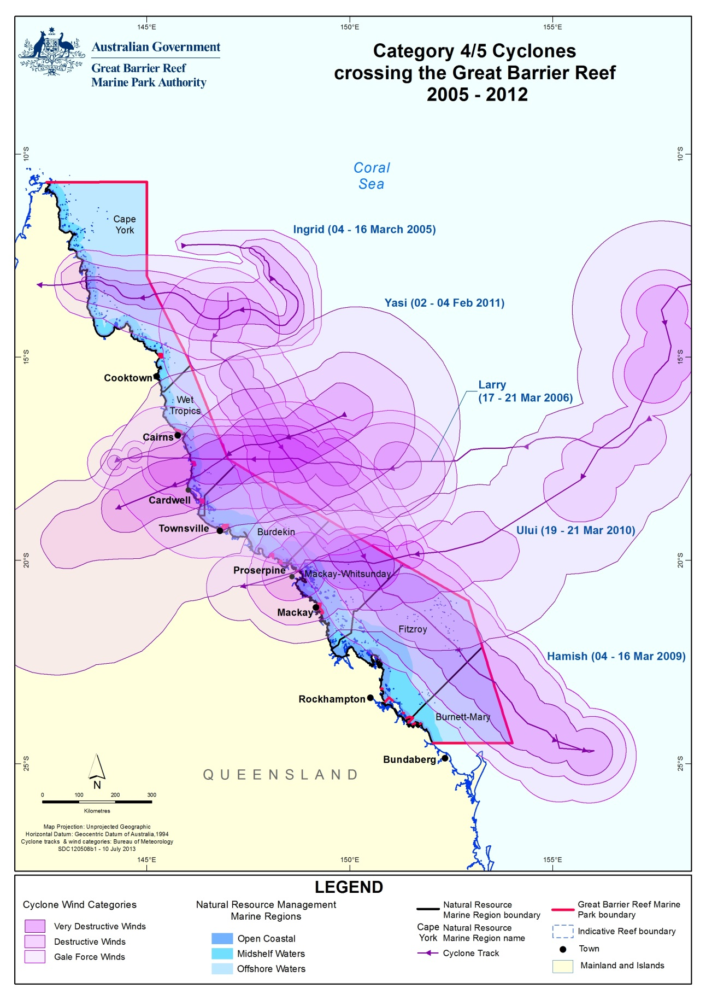 145°E
150°E
155°E
Australian Government
Great Barrier Reef
Marine Park Authority
AUSTRALIA
Category 4/5 Cyclones
crossing the Great Barrier Reef
2005 - 2012
10°S
10°S
Coral
Sea
Cape
York
Ingrid (04 - 16 March 2005)
Yasi (02 - 04 Feb 2011)
15°S
15°S
Cooktown
Larry
(17 - 21 Mar 2006)
Wet
Tropics
Cairns
Cardwell
Townsville
Burdekin
Ului (19 - 21 Mar 2010)
20°S
20°S
Proserpine
Mackay-Whitsunday
Mackay
Fitzroy
Hamish (04 - 16 Mar 2009)
Rockhampton
Burnett-Mary
Bundaberg
25°S
25°S
QUEENSLAND
N
0 100 200 300
Kilometres
Map Projection: Unprojected Geographic
Horizontal Datum: Geocentric Datum of Australia,1994
Cyclone tracks & wind categories: Bureau of Meteorology
SDC120508b1 - 10 July 2013
145°E
150°E
155°E
LEGEND
Cyclone Wind Categories
Very Destructive Winds
Destructive Winds
Gale Force Winds
Natural Resource Management
Marine Regions
Open Coastal
Midshelf Waters
Offshore Waters
Natural Resource
Marine Region boundary
Cape
York
Natural Resource
Marine Region name
Cyclone Track
Great Barrier Reef Marine
Park boundary
Indicative Reef boundary
Town
Mainland and Islands